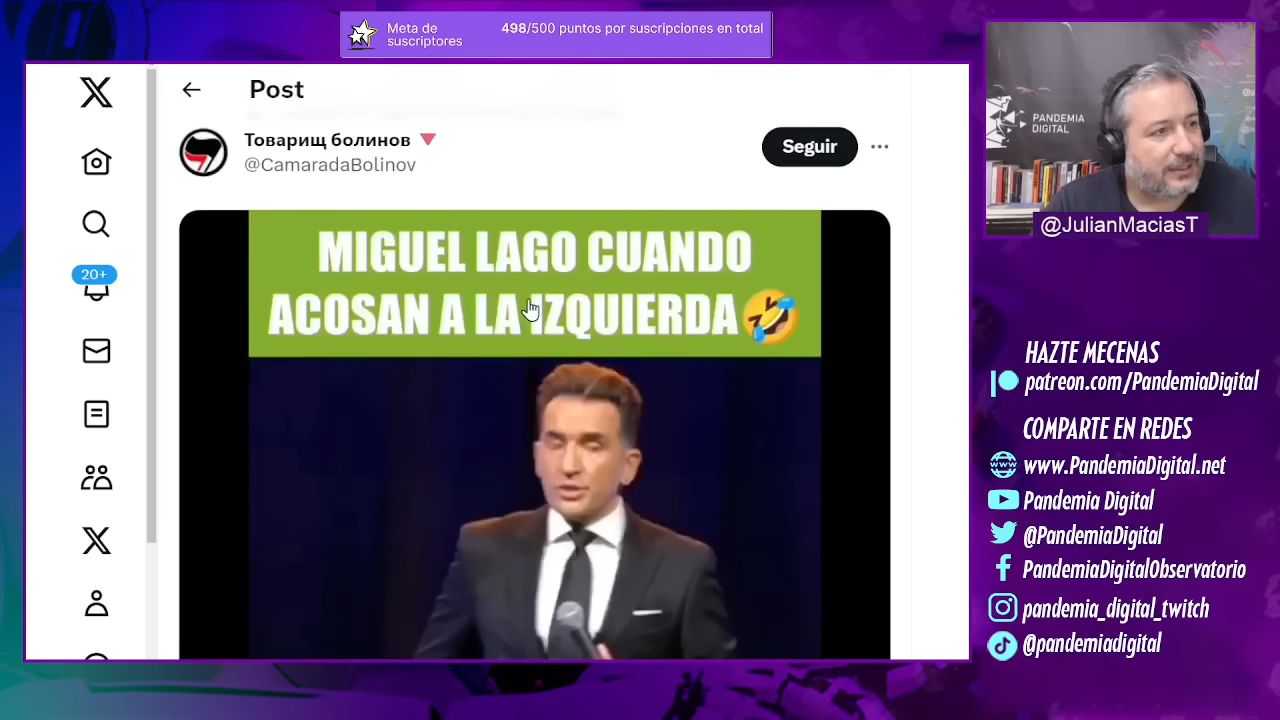 Meta de
suscriptores
498/500 puntos por suscripciones en total
Post
Товарищ болинов
@CamaradaBolinov
Seguir
20+
MIGUEL LAGO CUANDO
ACOSAN A LA IZQUIERDA🤣
PANDEMIA
DIGITAL
@JulianMaciasT
HAZTE MECENAS
patreon.com/PandemiaDigital
COMPARTE EN REDES
www.PandemiaDigital.net
Pandemia Digital
@PandemiaDigital
PandemiaDigitalObservatorio
pandemia_digital_twitch
@pandemiadigital